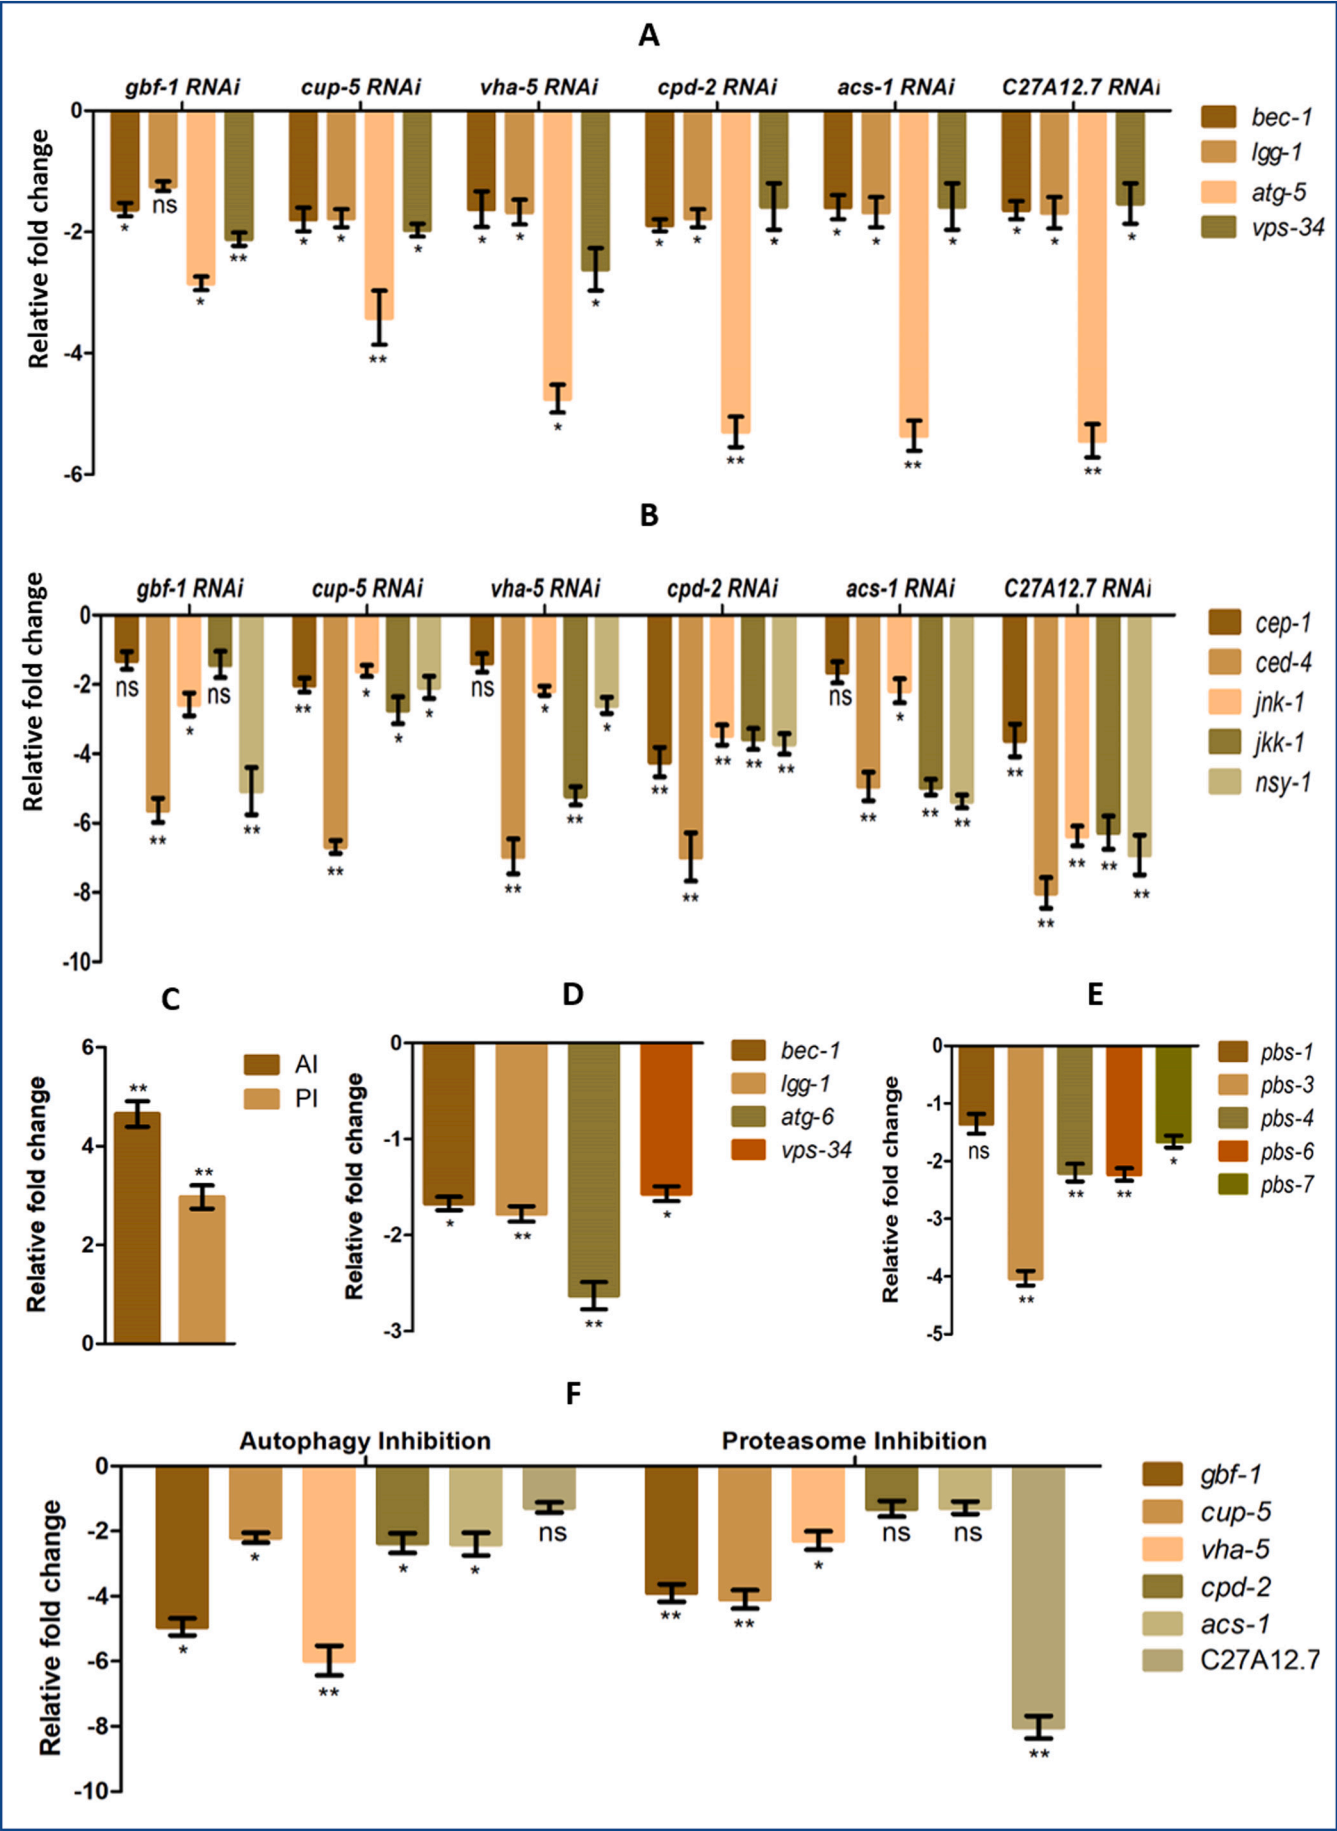 A
gbf-1 RNAi cup-5 RNAi vha-5 RNAi cpd-2 RNAi acs-1 RNAi C27A12.7 RNAi
Relative fold change
0
-2
-4
-6
* ns * **
* * ** *
* * * *
* * ** *
* * ** *
* * ** *
bec-1
lgg-1
atg-5
vps-34
B
gbf-1 RNAi cup-5 RNAi vha-5 RNAi cpd-2 RNAi acs-1 RNAi C27A12.7 RNAi
Relative fold change
0
-2
-4
-6
-8
-10
ns ** * ns **
** ** * * *
ns ** * ** *
** ** ** ** **
ns ** * ** **
** ** ** ** **
cep-1
ced-4
jnk-1
jkk-1
nsy-1
C
Relative fold change
6
4
2
0
** **
AI
PI
D
Relative fold change
0
-1
-2
-3
* ** ** *
bec-1
lgg-1
atg-6
vps-34
E
Relative fold change
0
-1
-2
-3
-4
-5
ns ** ** ** *
pbs-1
pbs-3
pbs-4
pbs-6
pbs-7
F
Autophagy Inhibition Proteasome Inhibition
Relative fold change
0
-2
-4
-6
-8
-10
* * ** * * ns
** ** * ns ns **
gbf-1
cup-5
vha-5
cpd-2
acs-1
C27A12.7